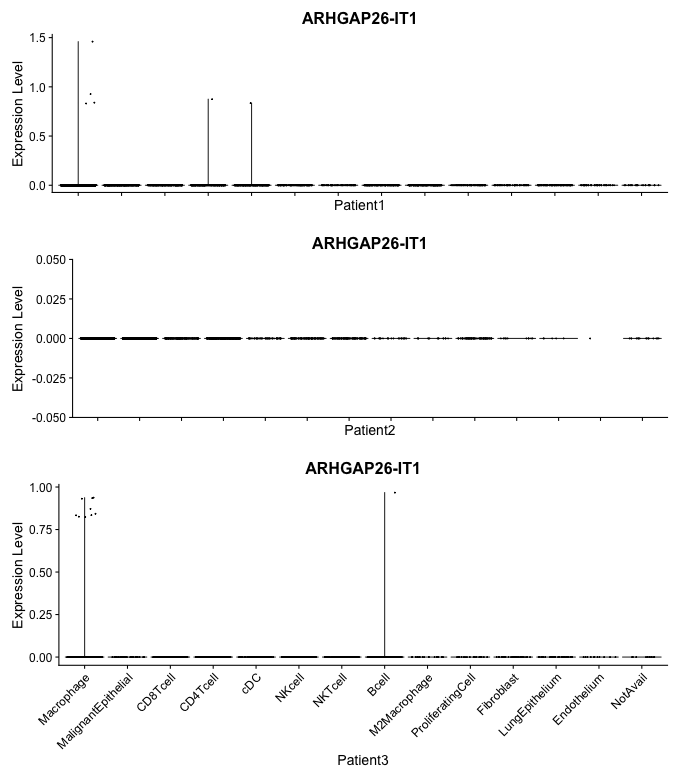 ARHGAP26-IT1
Expression Level
1.5
1.0
0.5
0.0
Patient1
ARHGAP26-IT1
Expression Level
0.050
0.025
0.000
-0.025
-0.050
Patient2
ARHGAP26-IT1
Expression Level
1.00
0.75
0.50
0.25
0.00
Macrophage
MalignantEpithelial
CD8Tcell
CD4Tcell
cDC
NKcell
NKTcell
Bcell
M2Macrophage
ProliferatingCell
Fibroblast
LungEpithelium
Endothelium
NotAvail
Patient3